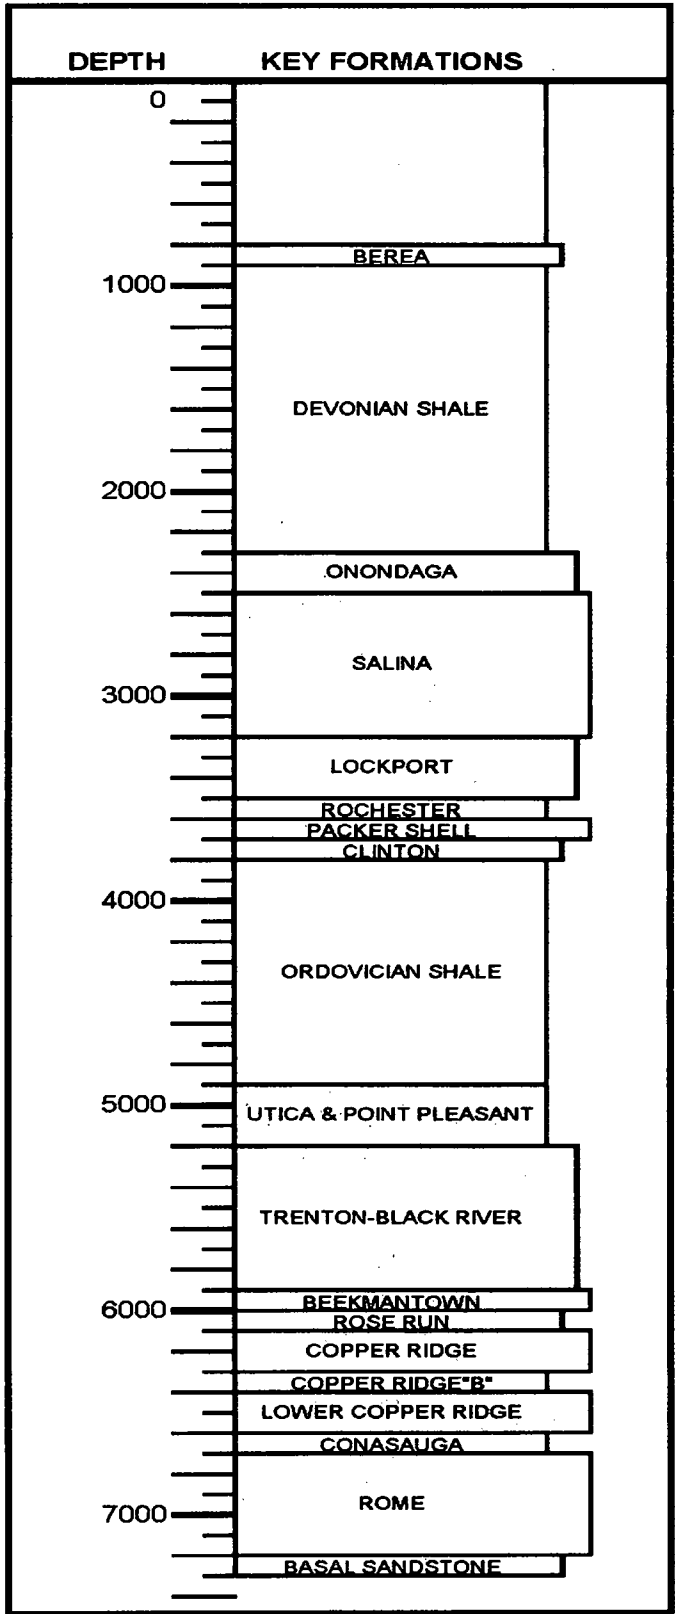 DEPTH KEY FORMATIONS
0
BEREA
1000
DEVONIAN SHALE
2000
ONONDAGA
SALINA
3000
LOCKPORT
ROCHESTER
PACKER SHELL
CLINTON
4000
ORDOVICIAN SHALE
5000
UTICA & POINT PLEASANT
TRENTON-BLACK RIVER
BEEKMANTOWN
6000
ROSE RUN
COPPER RIDGE
COPPER RIDGE"B"
LOWER COPPER RIDGE
CONASAUGA
ROME
7000
BASAL SANDSTONE